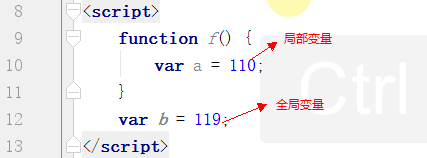 8 <script>
9 function f() {
10 var a = 110; 局部变量
11 }
12 var b = 119; 全局变量
13 </script>
Ctrl